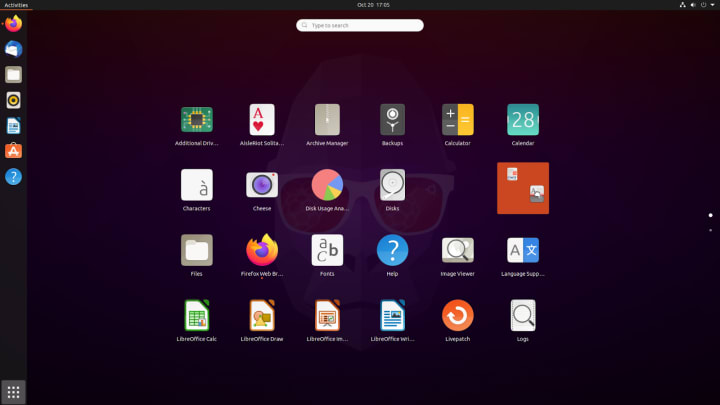 Activities
Oct 20 17:05
Type to search
Additional Driv...
AisleRiot Solita...
Archive Manager
Backups
Calculator
28
Calendar
à
Characters
Cheese
Disk Usage Ana...
Disks
Files
Firefox Web Br...
a b c
Fonts
?
Help
Image Viewer
A 文
Language Supp...
LibreOffice Calc
LibreOffice Draw
LibreOffice Im...
LibreOffice Wri...
Livepatch
Logs